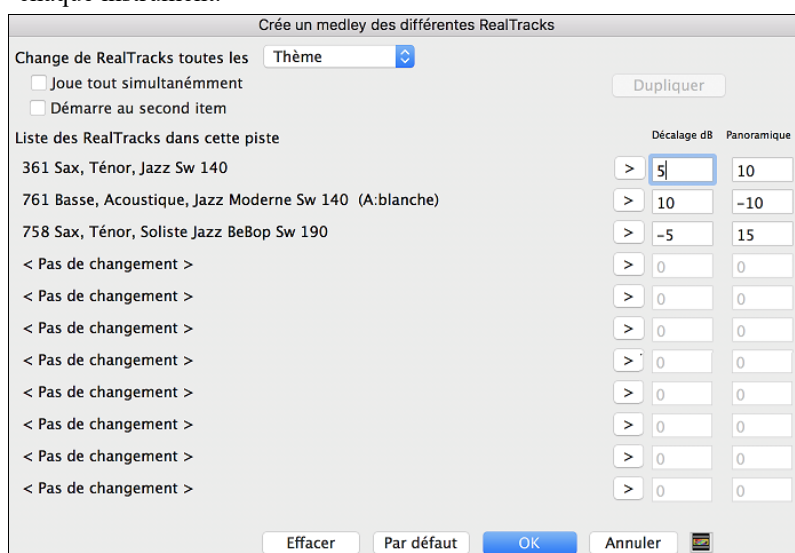 chaque instrument.
Crée un medley des différentes RealTracks
Change de RealTracks toutes les Thème
Joue tout simultanémment Dupliquer
Démarre au second item
Liste des RealTracks dans cette piste Décalage dB Panoramique
361 Sax, Ténor, Jazz Sw 140 > 5 10
761 Basse, Acoustique, Jazz Moderne Sw 140 (A:blanche) > 10 -10
758 Sax, Ténor, Soliste Jazz BeBop Sw 190 > -5 15
< Pas de changement > > 0 0
< Pas de changement > > 0 0
< Pas de changement > > 0 0
< Pas de changement > > 0 0
< Pas de changement > > 0 0
< Pas de changement > > 0 0
< Pas de changement > > 0 0
< Pas de changement > > 0 0
Effacer Par défaut OK Annuler